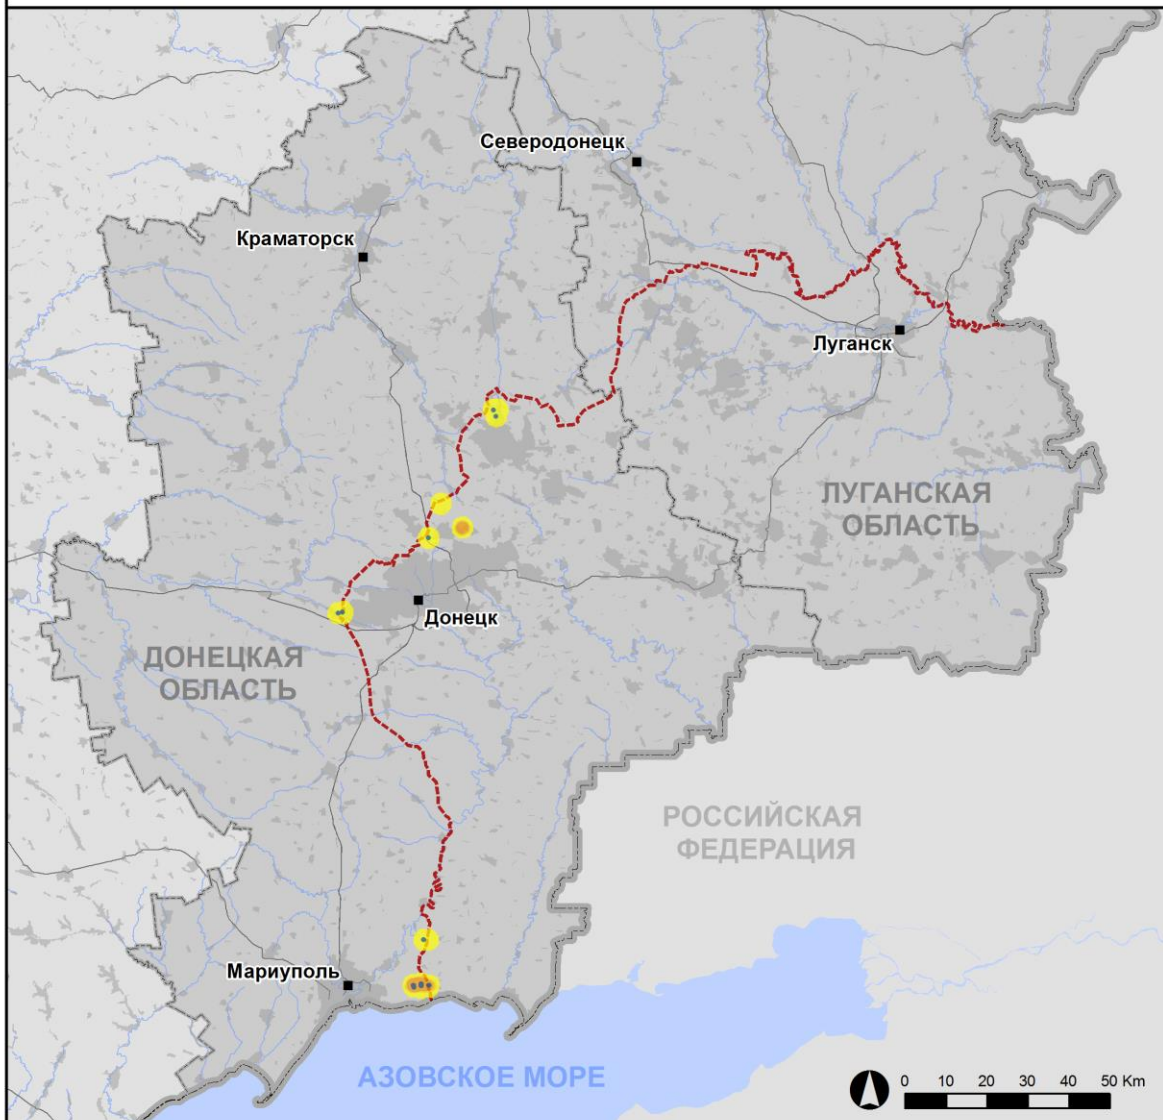 Северодонецк
Краматорск
Луганск
ЛУГАНСКАЯ
ОБЛАСТЬ
Донецк
ДОНЕЦКАЯ
ОБЛАСТЬ
РОССИЙСКАЯ
ФЕДЕРАЦИЯ
Мариуполь
АЗОВСКОЕ МОРЕ
0 10 20 30 40 50 Km